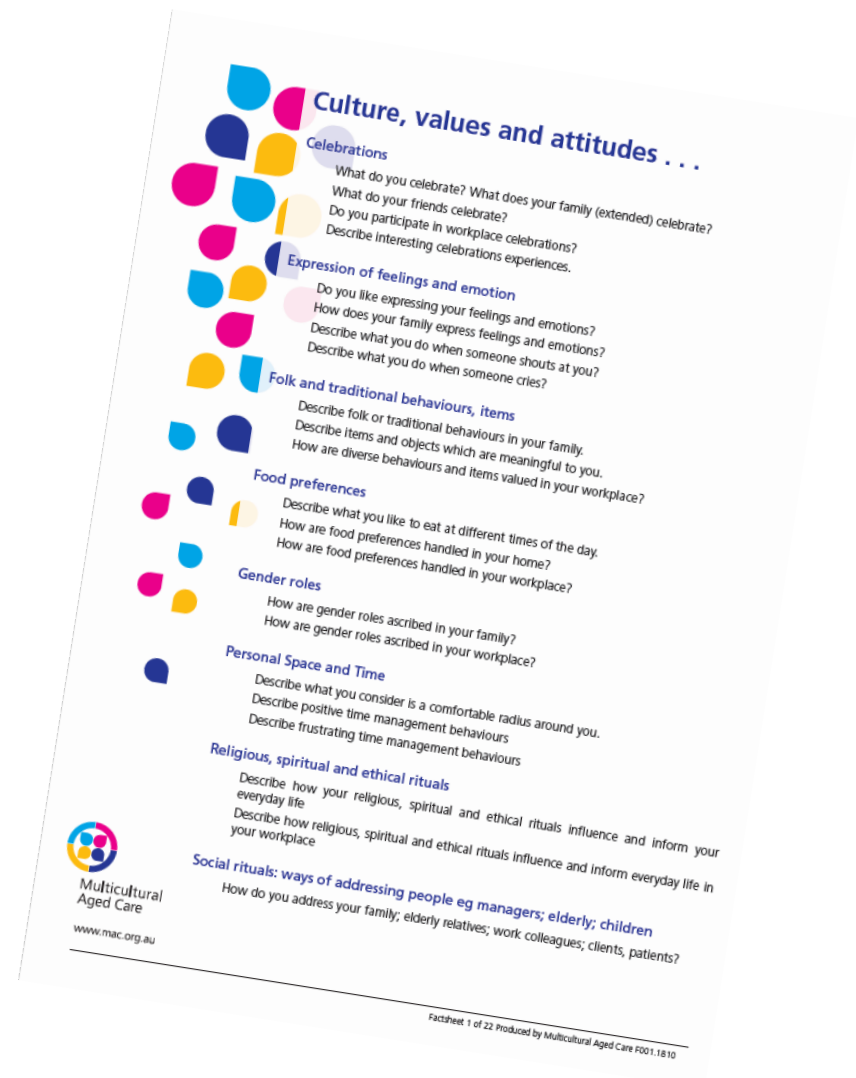 Culture, values and attitudes . . .
Celebrations
What do you celebrate? What does your family (extended) celebrate?
What do your friends celebrate?
Do you participate in workplace celebrations?
Describe interesting celebrations experiences.
Expression of feelings and emotion
Do you like expressing your feelings and emotions?
How does your family express feelings and emotions?
Describe what you do when someone shouts at you?
Describe what you do when someone cries?
Folk and traditional behaviours, items
Describe folk or traditional behaviours in your family.
Describe items and objects which are meaningful to you.
How are diverse behaviours and items valued in your workplace?
Food preferences
Describe what you like to eat at different times of the day.
How are food preferences handled in your home?
How are food preferences handled in your workplace?
Gender roles
How are gender roles ascribed in your family?
How are gender roles ascribed in your workplace?
Personal Space and Time
Describe what you consider is a comfortable radius around you.
Describe positive time management behaviours
Describe frustrating time management behaviours
Religious, spiritual and ethical rituals
Describe how your religious, spiritual and ethical rituals influence and inform your
everyday life
Describe how religious, spiritual and ethical rituals influence and inform everyday life in
your workplace
Social rituals: ways of addressing people eg managers; elderly; children
How do you address your family; elderly relatives; work colleagues; clients, patients?
Multicultural
Aged Care
www.mac.org.au
Factsheet 1 of 22 Produced by Multicultural Aged Care F001.1810